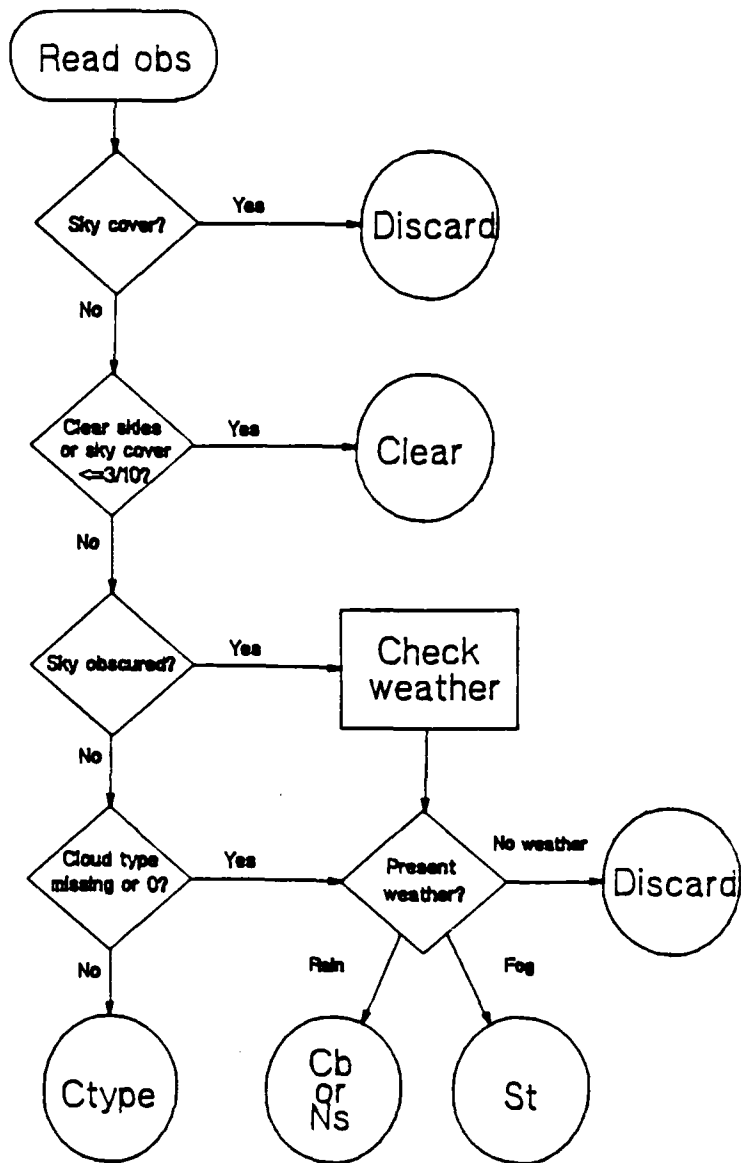 Read obs
Sky cover?
Yes
Discard
No
Clear skies
or sky cover
<=3/10?
Yes
Clear
No
Sky obscured?
Yes
Check
weather
No
Cloud type
missing or 0?
Yes
Present
weather?
No weather
Discard
No
Rain
Fog
Ctype
Cb
or
Ns
St